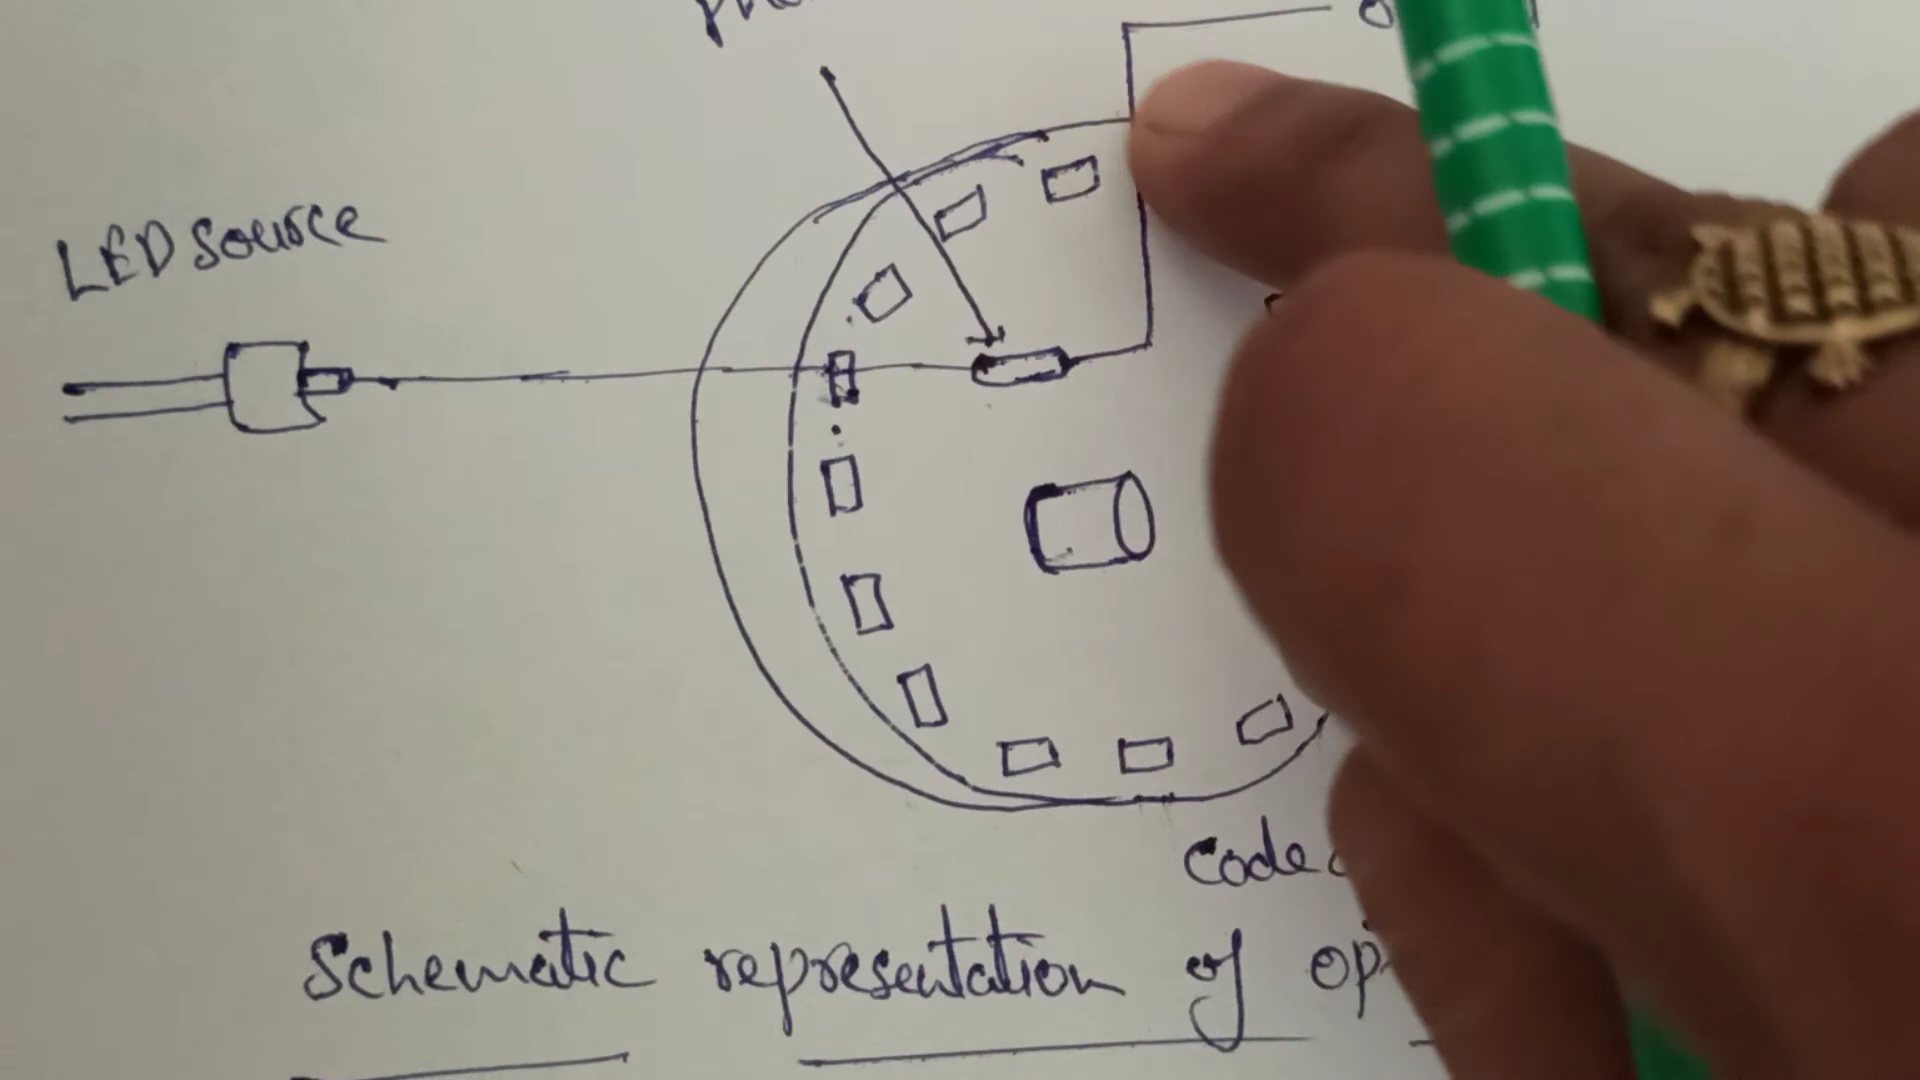 LED Source
Code
Schematic representation of op